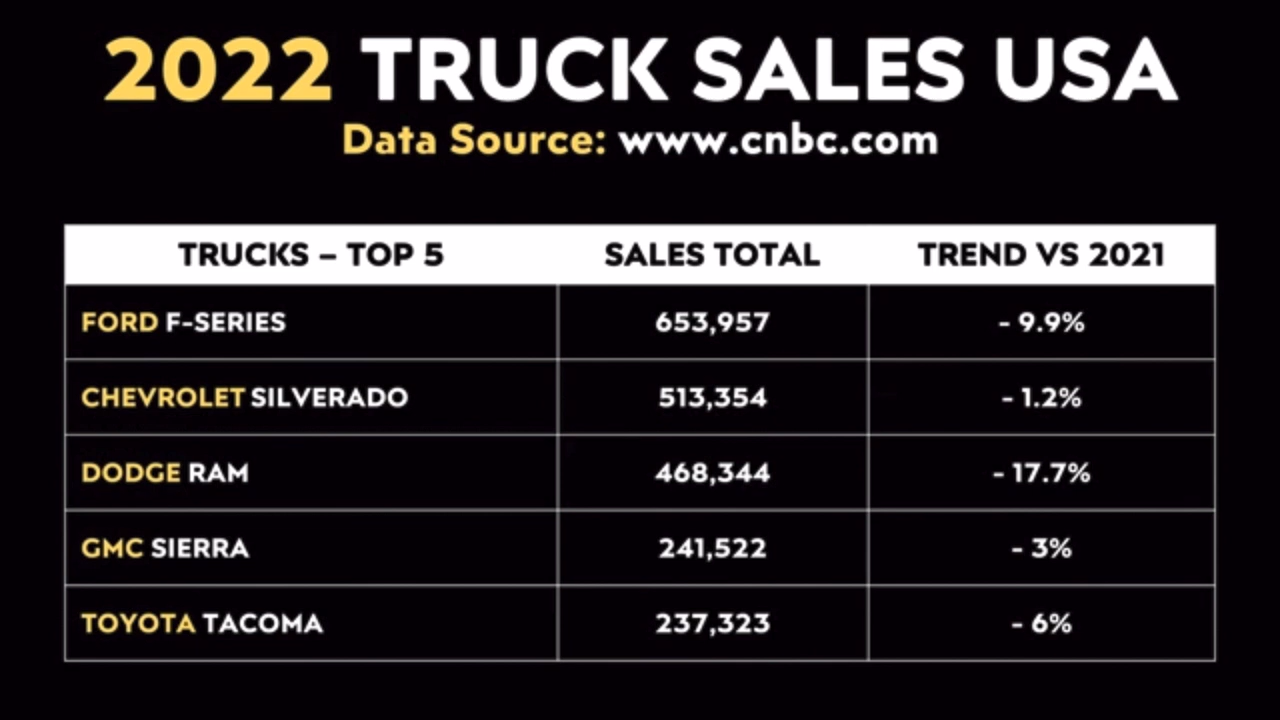 2022 TRUCK SALES USA
Data Source: www.cnbc.com
TRUCKS – TOP 5 SALES TOTAL TREND VS 2021
FORD F-SERIES 653,957 - 9.9%
CHEVROLET SILVERADO 513,354 - 1.2%
DODGE RAM 468,344 - 17.7%
GMC SIERRA 241,522 - 3%
TOYOTA TACOMA 237,323 - 6%